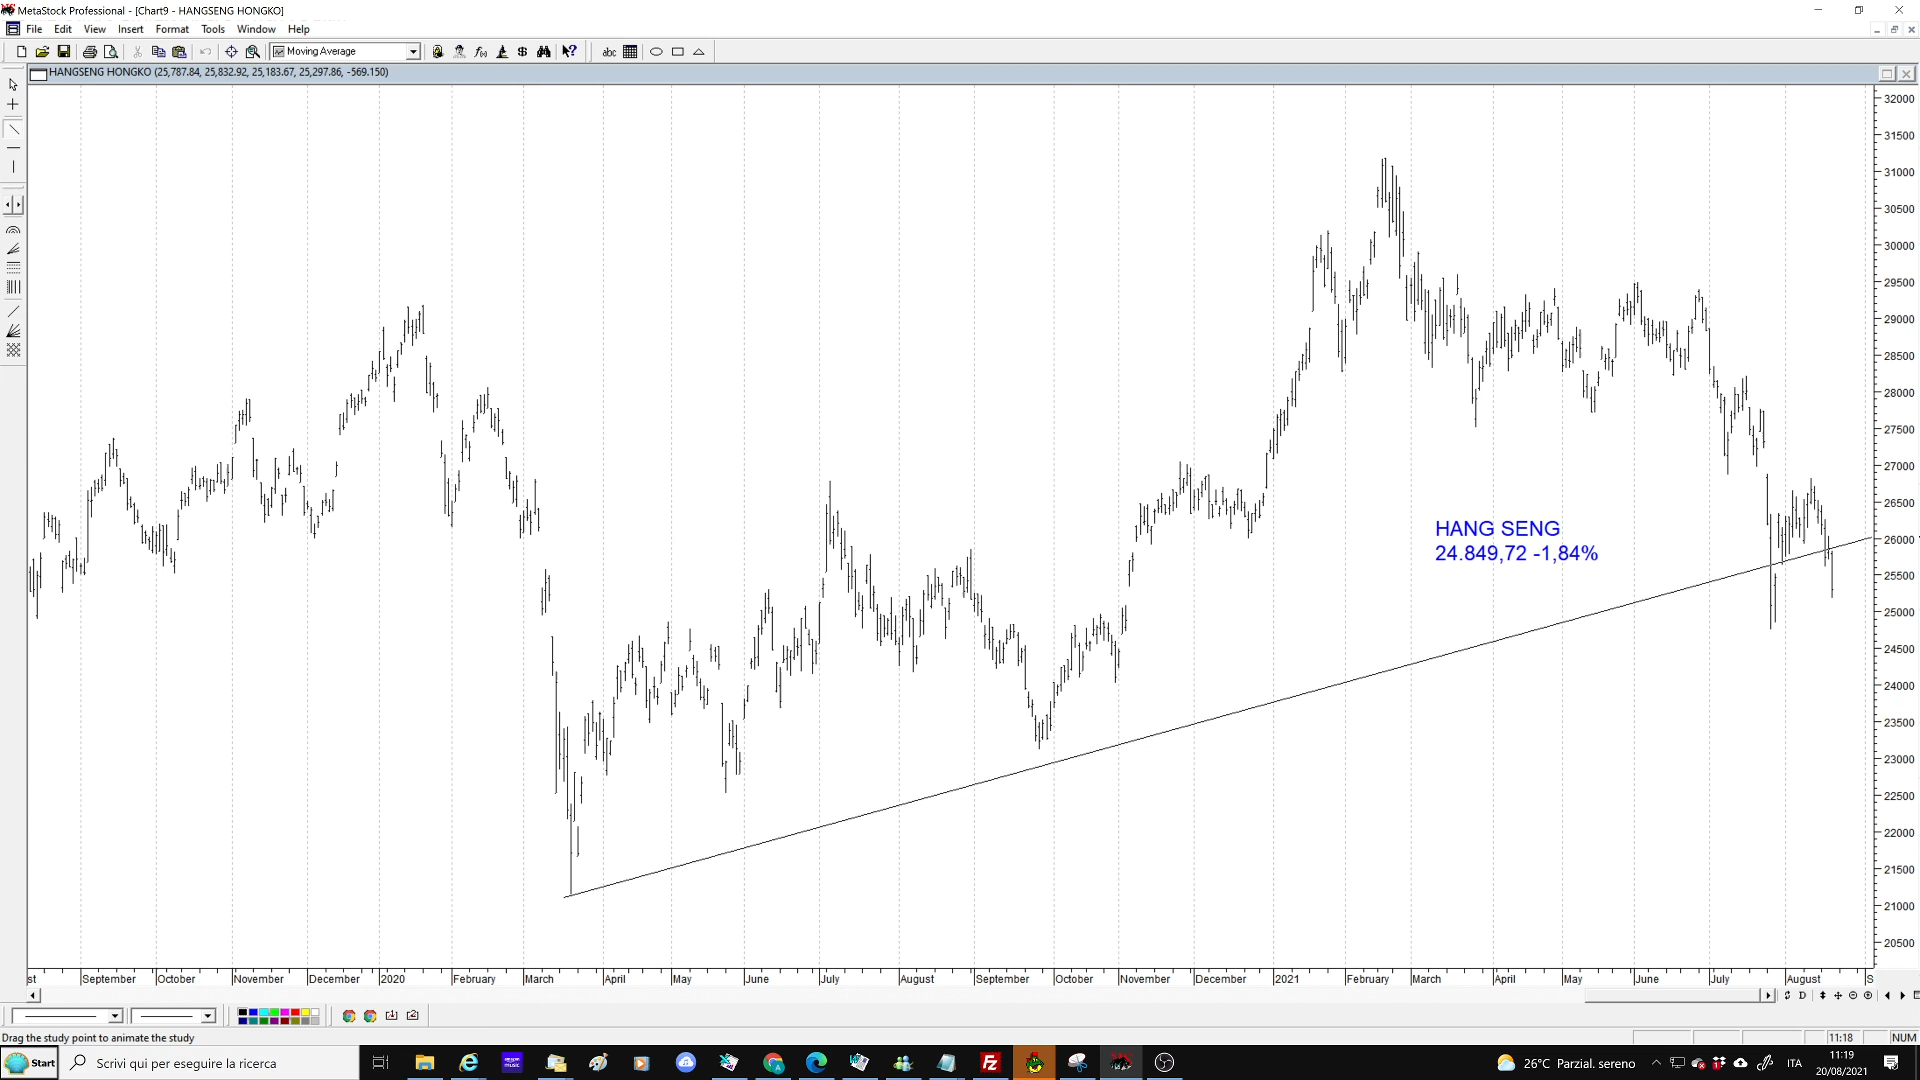 MetaStock Professional - [Chart9 - HANGSENG HONGKO]
File Edit View Insert Format Tools Window Help
Moving Average
abc
HANGSENG HONGKO (25,787.84, 25,832.92, 25,183.67, 25,297.86, -569.150)
32000
31500
31000
30500
30000
29500
29000
28500
28000
27500
27000
26500
26000
25500
25000
24500
24000
23500
23000
22500
22000
21500
21000
20500
HANG SENG
24.849,72 -1,84%
st September October November December 2020 February March April May June July August September October November December 2021 February March April May June July August S
D
Drag the study point to animate the study
11:18 NUM
Start
Scrivi qui per eseguire la ricerca
26°C Parzial. sereno
ITA
11:19
20/08/2021